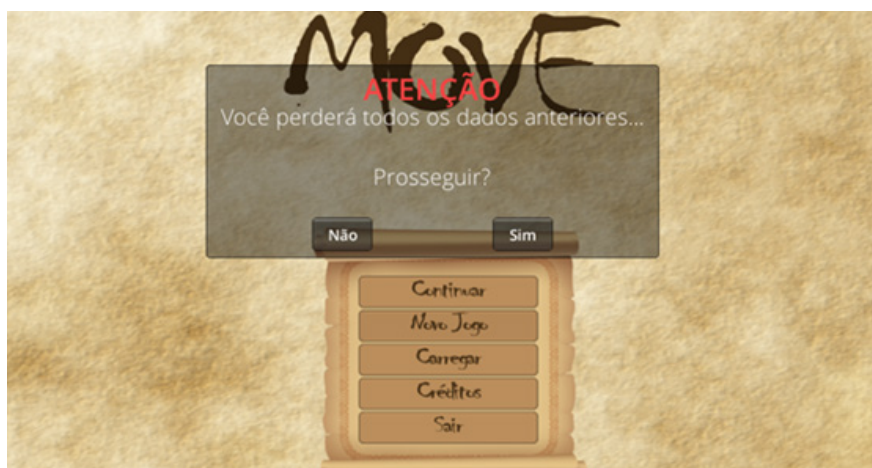 MOVE
ATENÇÃO
Você perderá todos os dados anteriores...
Prosseguir?
Não Sim
Continuar
Novo Jogo
Carregar
Créditos
Sair